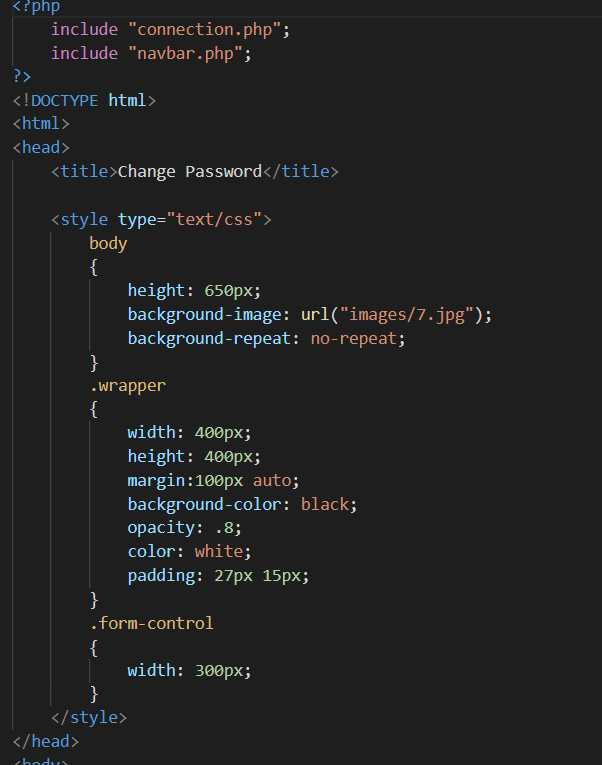 <?php
include "connection.php";
include "navbar.php";
?>
<!DOCTYPE html>
<html>
<head>
<title>Change Password</title>
<style type="text/css">
body
{
height: 650px;
background-image: url("images/7.jpg");
background-repeat: no-repeat;
}
.wrapper
{
width: 400px;
height: 400px;
margin:100px auto;
background-color: black;
opacity: .8;
color: white;
padding: 27px 15px;
}
.form-control
{
width: 300px;
}
</style>
</head>
<body>